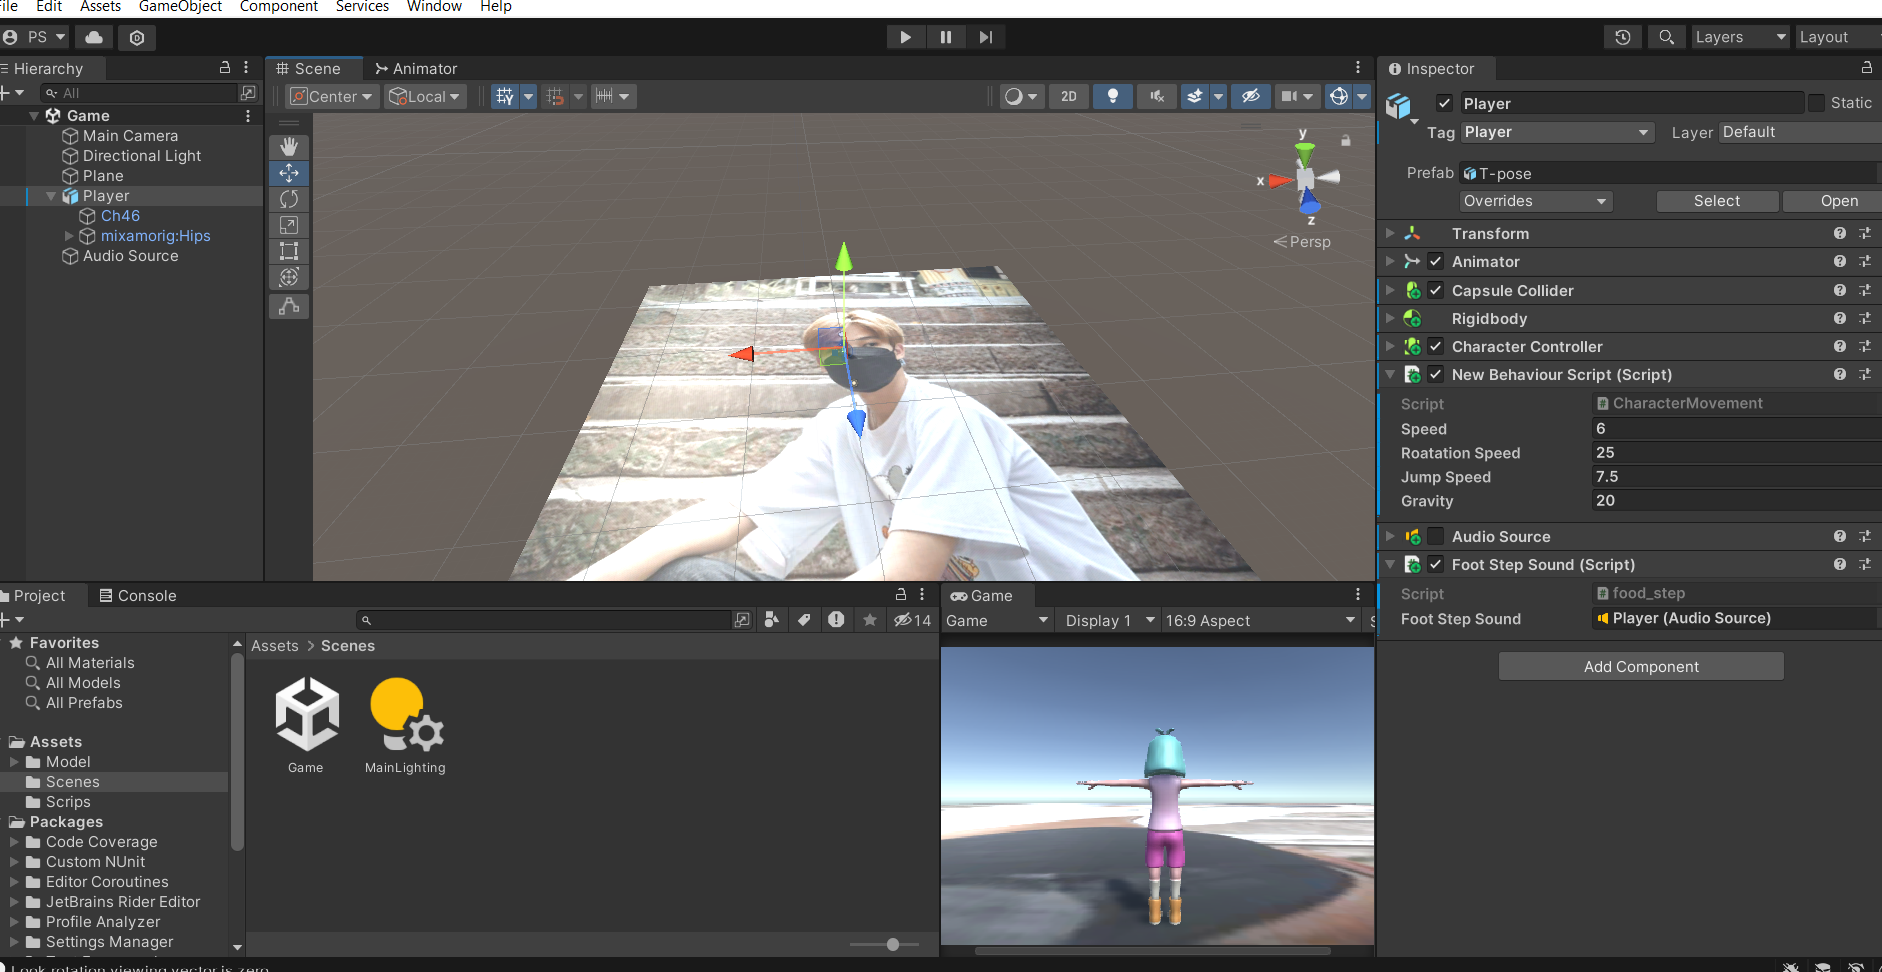 File Edit Assets GameObject Component Services Window Help
PS
Layers Layout
Hierarchy
All
Game
Main Camera
Directional Light
Plane
Player
Ch46
mixamorig:Hips
Audio Source
Scene Animator
Center Local 2D
y
x
z
Persp
Inspector
Player Static
Tag Player Layer Default
Prefab T-pose
Overrides Select Open
Transform
Animator
Capsule Collider
Rigidbody
Character Controller
New Behaviour Script (Script)
Script CharacterMovement
Speed 6
Roatation Speed 25
Jump Speed 7.5
Gravity 20
Audio Source
Foot Step Sound (Script)
Script food_step
Foot Step Sound Player (Audio Source)
Add Component
Project Console
14
Favorites
All Materials
All Models
All Prefabs
Assets
Model
Scenes
Scrips
Packages
Code Coverage
Custom NUnit
Editor Coroutines
JetBrains Rider Editor
Profile Analyzer
Settings Manager
Assets > Scenes
Game
MainLighting
Game
Game Display 1 16:9 Aspect S
Look rotation viewing vector is zero